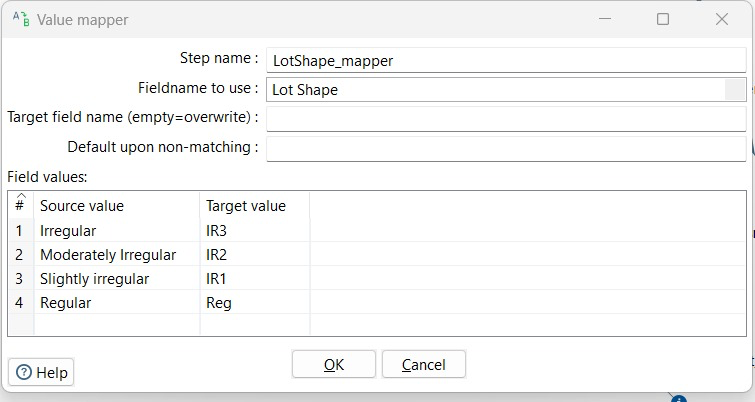 Value mapper
Step name : LotShape_mapper
Fieldname to use : Lot Shape
Target field name (empty=overwrite) :
Default upon non-matching :
Field values:
# Source value Target value
1 Irregular IR3
2 Moderately Irregular IR2
3 Slightly irregular IR1
4 Regular Reg
Help OK Cancel